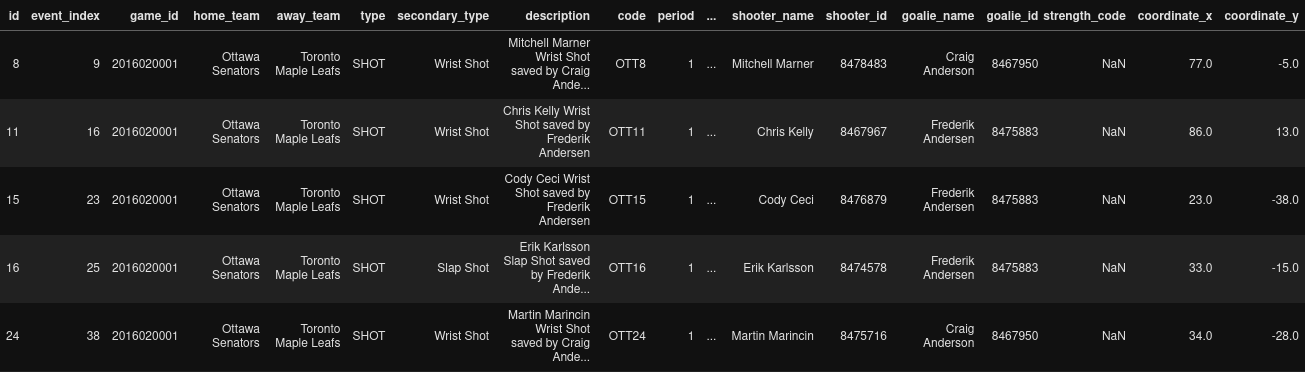 id event_index game_id home_team away_team type secondary_type description code period ... shooter_name shooter_id goalie_name goalie_id strength_code coordinate_x coordinate_y
8 9 2016020001 Ottawa Senators Toronto Maple Leafs SHOT Wrist Shot Mitchell Marner Wrist Shot saved by Craig Ande... OTT8 1 ... Mitchell Marner 8478483 Craig Anderson 8467950 NaN 77.0 -5.0
11 16 2016020001 Ottawa Senators Toronto Maple Leafs SHOT Wrist Shot Chris Kelly Wrist Shot saved by Frederik Andersen OTT11 1 ... Chris Kelly 8467967 Frederik Andersen 8475883 NaN 86.0 13.0
15 23 2016020001 Ottawa Senators Toronto Maple Leafs SHOT Wrist Shot Cody Ceci Wrist Shot saved by Frederik Andersen OTT15 1 ... Cody Ceci 8476879 Frederik Andersen 8475883 NaN 23.0 -38.0
16 25 2016020001 Ottawa Senators Toronto Maple Leafs SHOT Slap Shot Erik Karlsson Slap Shot saved by Frederik Ande... OTT16 1 ... Erik Karlsson 8474578 Frederik Andersen 8475883 NaN 33.0 -15.0
24 38 2016020001 Ottawa Senators Toronto Maple Leafs SHOT Wrist Shot Martin Marincin Wrist Shot saved by Craig Ande... OTT24 1 ... Martin Marincin 8475716 Craig Anderson 8467950 NaN 34.0 -28.0